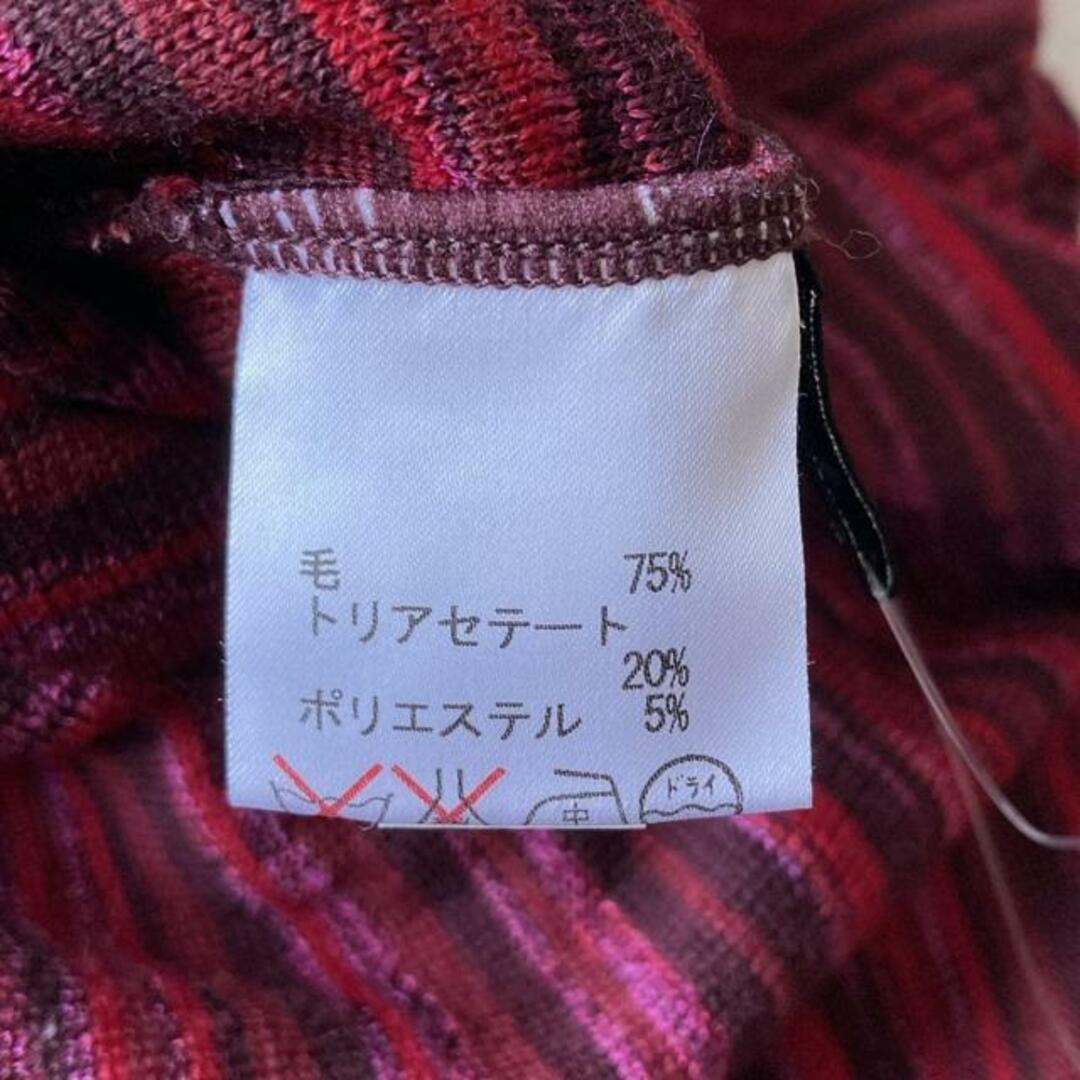 毛 75%
トリアセテート
20%
ポリエステル 5%
中 ドライ